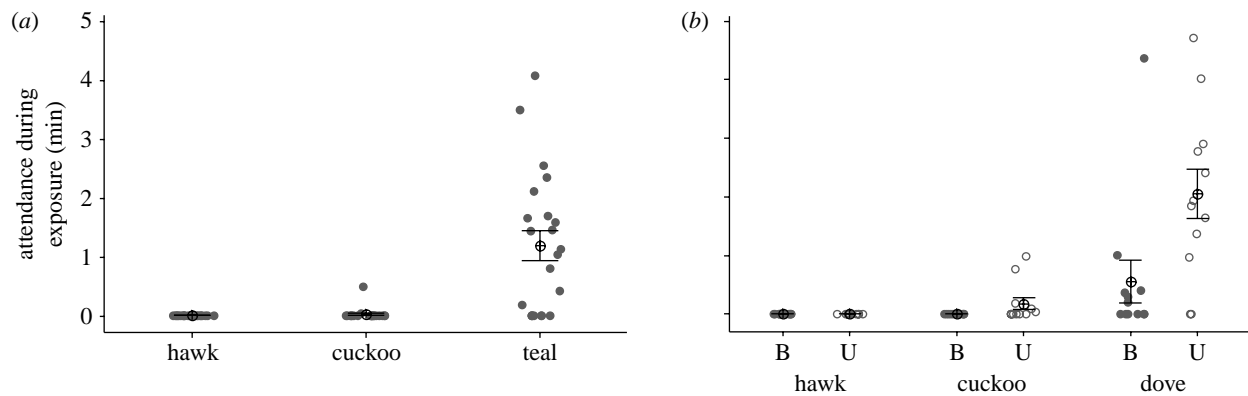 (a)
(b)
attendance during
exposure (min)
5
4
3
2
1
0
hawk cuckoo teal
B U B U B U
hawk cuckoo dove